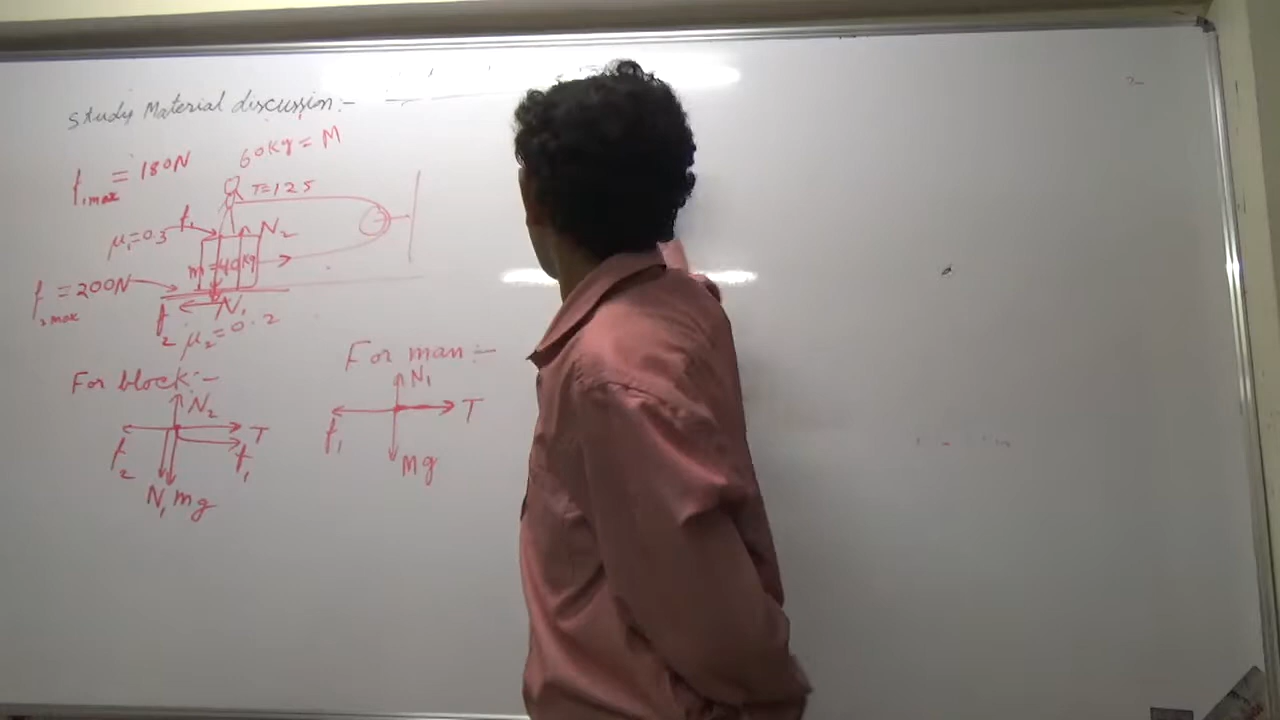 Study Material discussion:-
f₁max = 180N
60Kg = M
T=125
μ₁=0.3
f₁
N₂
m=40kg
f₂max = 200N
N₁
f₂
μ₂=0.2
For block:-
N₂
T
f₂
f₁
N₁ mg
For man:-
N₁
T
f₁
Mg